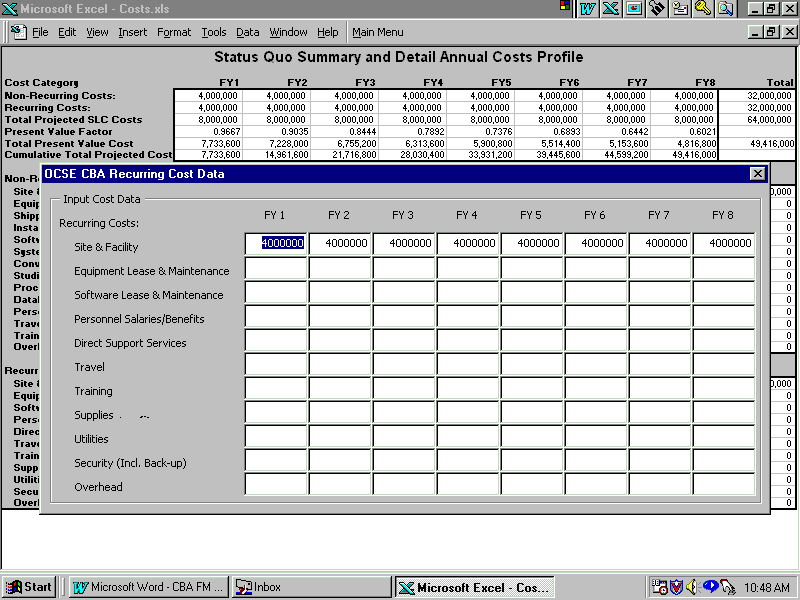 Microsoft Excel - Costs.xls
File Edit View Insert Format Tools Data Window Help Main Menu
Status Quo Summary and Detail Annual Costs Profile
Cost Category FY1 FY2 FY3 FY4 FY5 FY6 FY7 FY8 Total
Non-Recurring Costs: 4,000,000 4,000,000 4,000,000 4,000,000 4,000,000 4,000,000 4,000,000 4,000,000 32,000,000
Recurring Costs: 4,000,000 4,000,000 4,000,000 4,000,000 4,000,000 4,000,000 4,000,000 4,000,000 32,000,000
Total Projected SLC Costs 8,000,000 8,000,000 8,000,000 8,000,000 8,000,000 8,000,000 8,000,000 8,000,000 64,000,000
Present Value Factor 0.9667 0.9035 0.8444 0.7892 0.7376 0.6893 0.6442 0.6021
Total Present Value Cost 7,733,600 7,228,000 6,755,200 6,313,600 5,900,800 5,514,400 5,153,600 4,816,800 49,416,000
Cumulative Total Projected Cost 7,733,600 14,961,600 21,716,800 28,030,400 33,931,200 39,445,600 44,599,200 49,416,000
OCSE CBA Recurring Cost Data
Non-R
Input Cost Data
Site & 0,000
Equip 0
Shipp 0
Insta 0
Softw 0
Syste 0
Conv 0
Studi 0
Proc 0
Datal 0
Perso 0
Trave 0
Train 0
Overl 0
Recurr
Site & 0,000
Equip 0
Softw 0
Perso 0
Direc 0
Trave 0
Train 0
Supp 0
Utiliti 0
Secu 0
Overl 0
FY 1 FY 2 FY 3 FY 4 FY 5 FY 6 FY 7 FY 8
Recurring Costs:
Site & Facility 4000000 4000000 4000000 4000000 4000000 4000000 4000000 4000000
Equipment Lease & Maintenance
Software Lease & Maintenance
Personnel Salaries/Benefits
Direct Support Services
Travel
Training
Supplies
Utilities
Security (Incl. Back-up)
Overhead
Start Microsoft Word - CBA FM ... Inbox Microsoft Excel - Cos... 10:48 AM